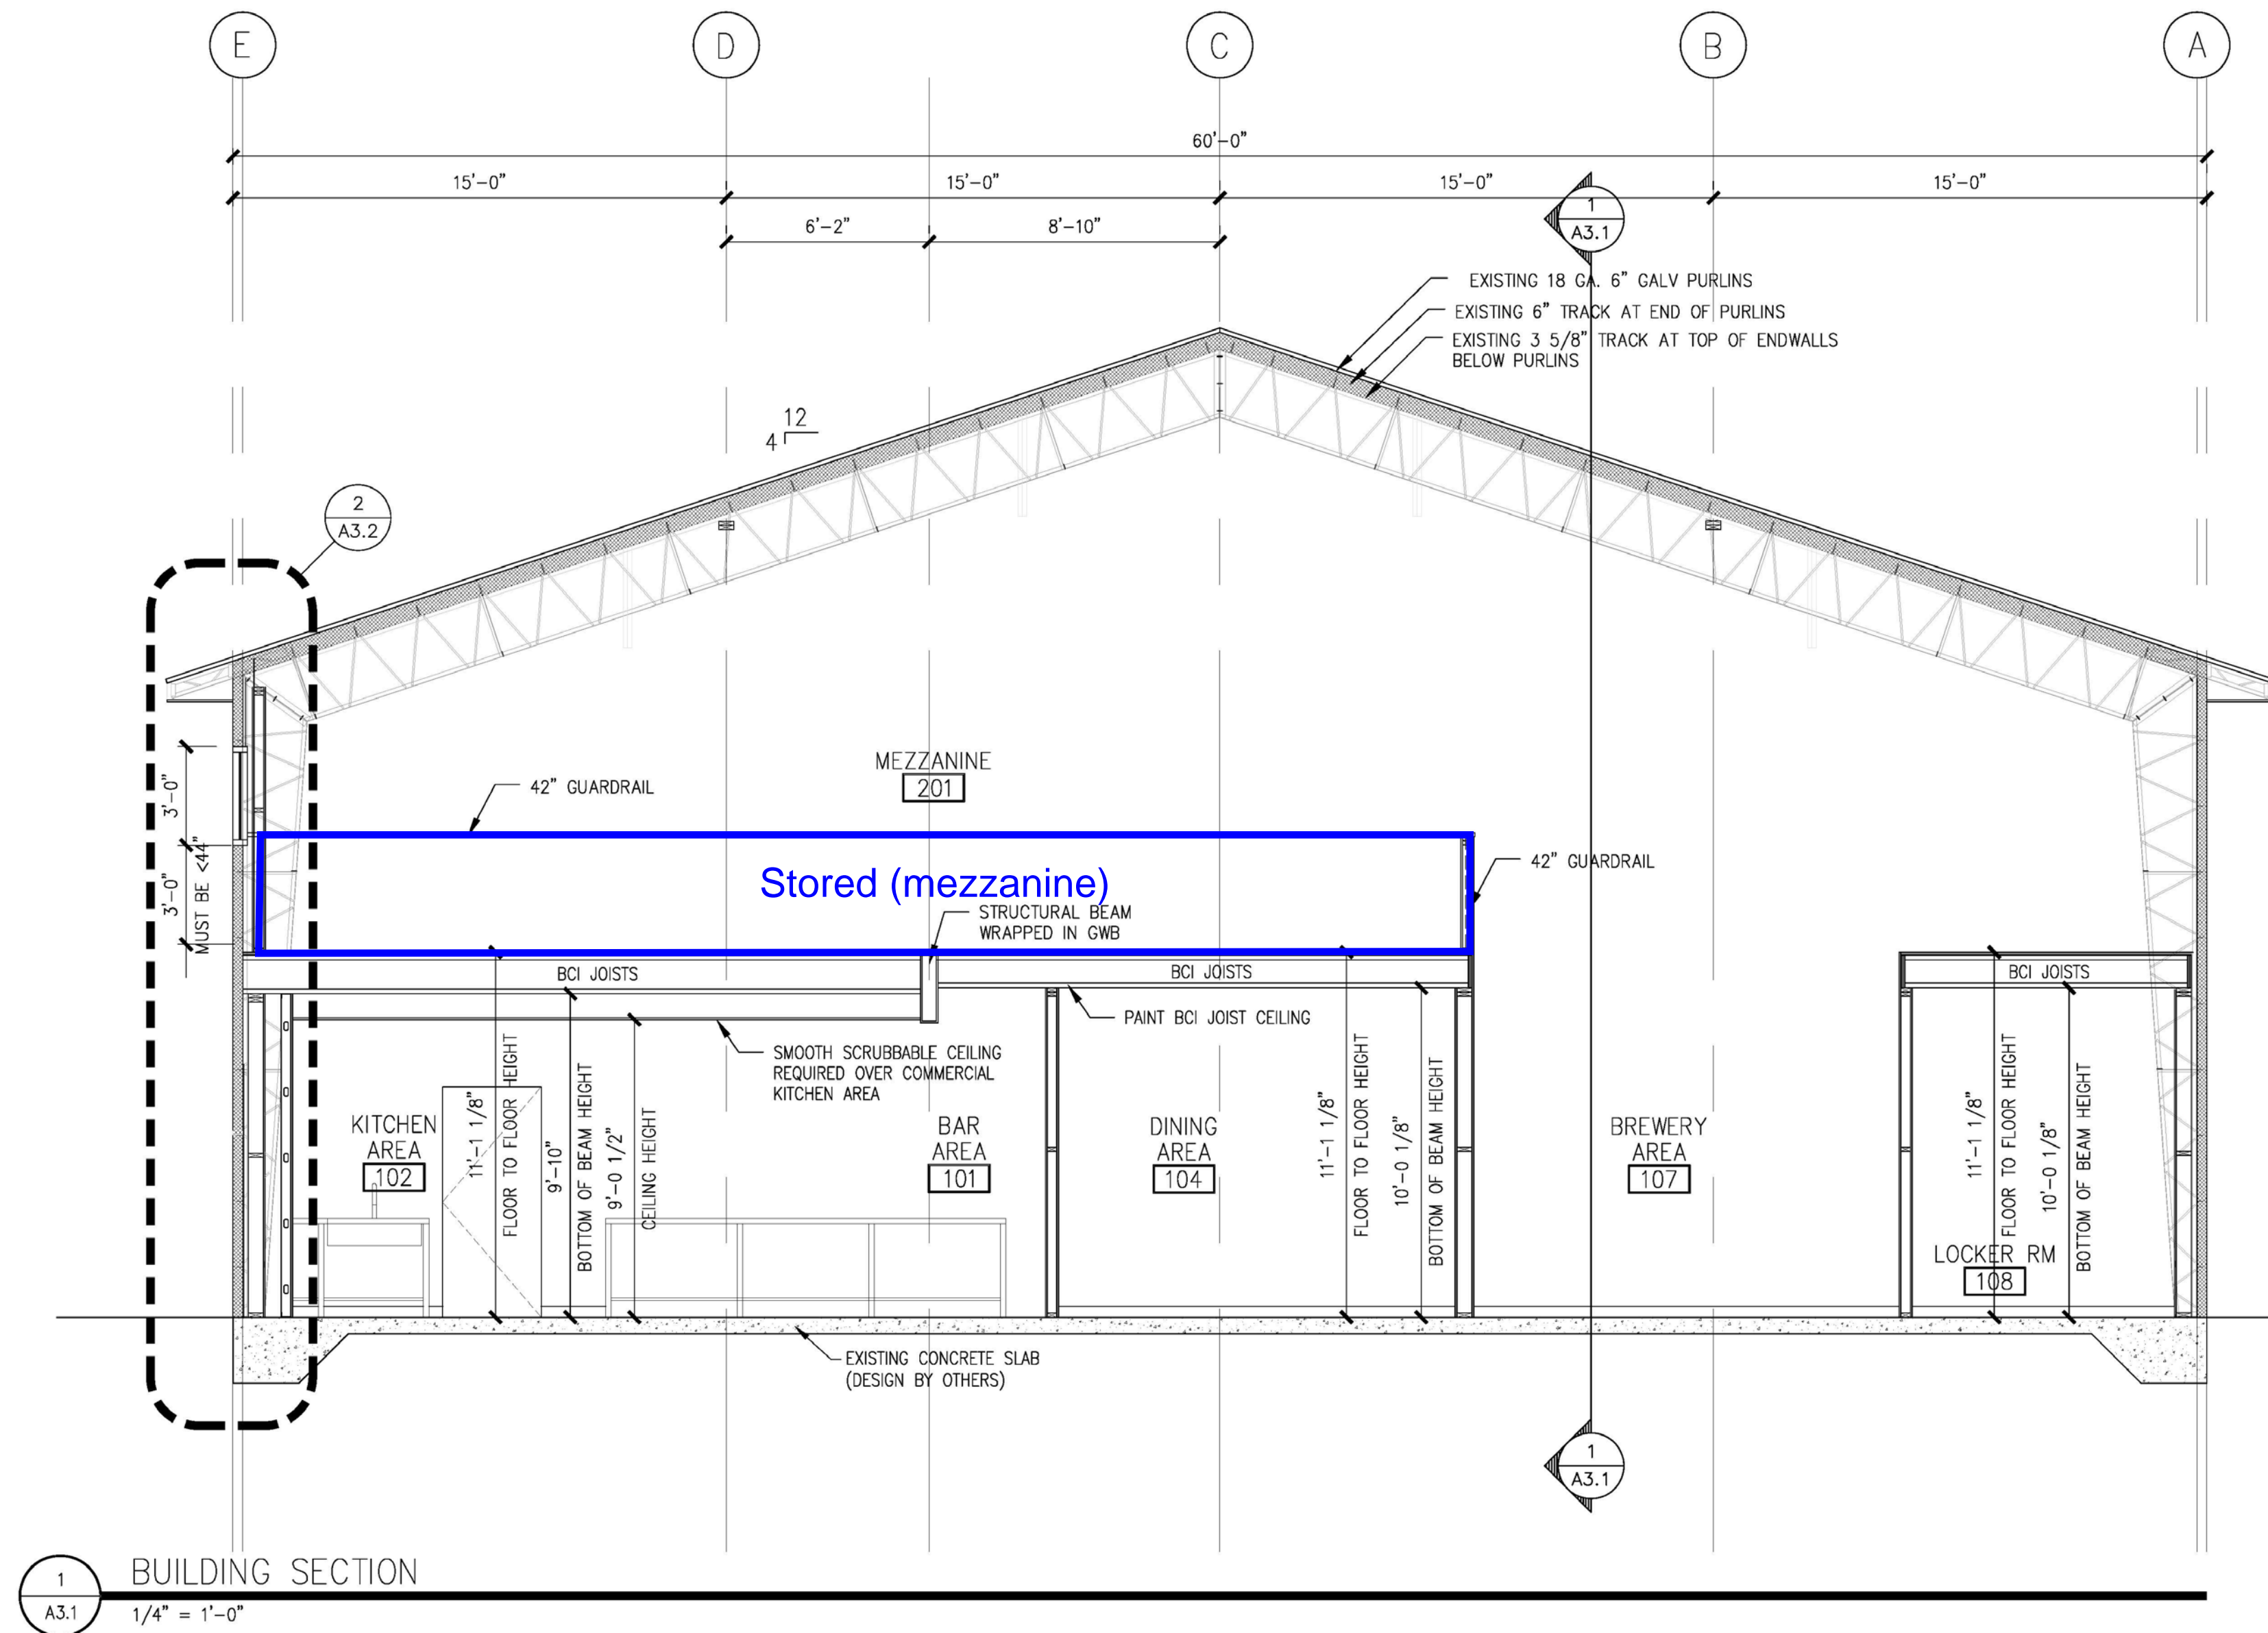 E
D
C
B
A
60'-0"
15'-0"
15'-0"
15'-0"
15'-0"
6'-2"
8'-10"
1
A3.1
EXISTING 18 GA. 6" GALV PURLINS
EXISTING 6" TRACK AT END OF PURLINS
EXISTING 3 5/8" TRACK AT TOP OF ENDWALLS
BELOW PURLINS
12
4
2
A3.2
MEZZANINE
201
42" GUARDRAIL
3'-0"
3'-0"
MUST BE <44"
Stored (mezzanine)
42" GUARDRAIL
STRUCTURAL BEAM
WRAPPED IN GWB
BCI JOISTS
BCI JOISTS
BCI JOISTS
PAINT BCI JOIST CEILING
SMOOTH SCRUBBABLE CEILING
REQUIRED OVER COMMERCIAL
KITCHEN AREA
KITCHEN
AREA
102
11'-1 1/8"
FLOOR TO FLOOR HEIGHT
9'-10"
BOTTOM OF BEAM HEIGHT
9'-0 1/2"
CEILING HEIGHT
BAR
AREA
101
DINING
AREA
104
11'-1 1/8"
FLOOR TO FLOOR HEIGHT
10'-0 1/8"
BOTTOM OF BEAM HEIGHT
BREWERY
AREA
107
11'-1 1/8"
FLOOR TO FLOOR HEIGHT
10'-0 1/8"
BOTTOM OF BEAM HEIGHT
LOCKER RM
108
EXISTING CONCRETE SLAB
(DESIGN BY OTHERS)
1
A3.1
1
A3.1
BUILDING SECTION
1/4" = 1'-0"